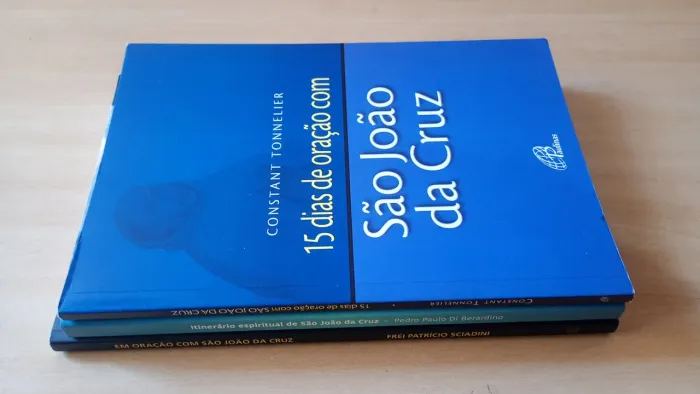 CONSTANT TONNELIER
15 dias de oração com
São João
da Cruz
Paulinas
15 dias de oração com SÃO JOÃO DA CRUZ • CONSTANT TONNELIER
Itinerário espiritual de São João da Cruz - Pedro Paulo Di Berardino
EM ORAÇÃO COM SÃO JOÃO DA CRUZ FREI PATRÍCIO SCIADINI